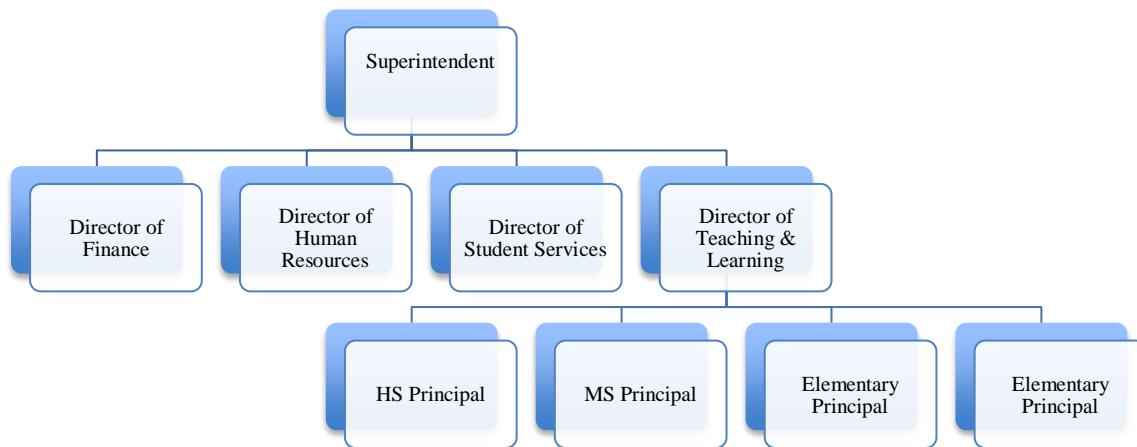 Superintendent
Director of
Finance
Director of
Human
Resources
Director of
Student Services
Director of
Teaching &
Learning
HS Principal
MS Principal
Elementary
Principal
Elementary
Principal